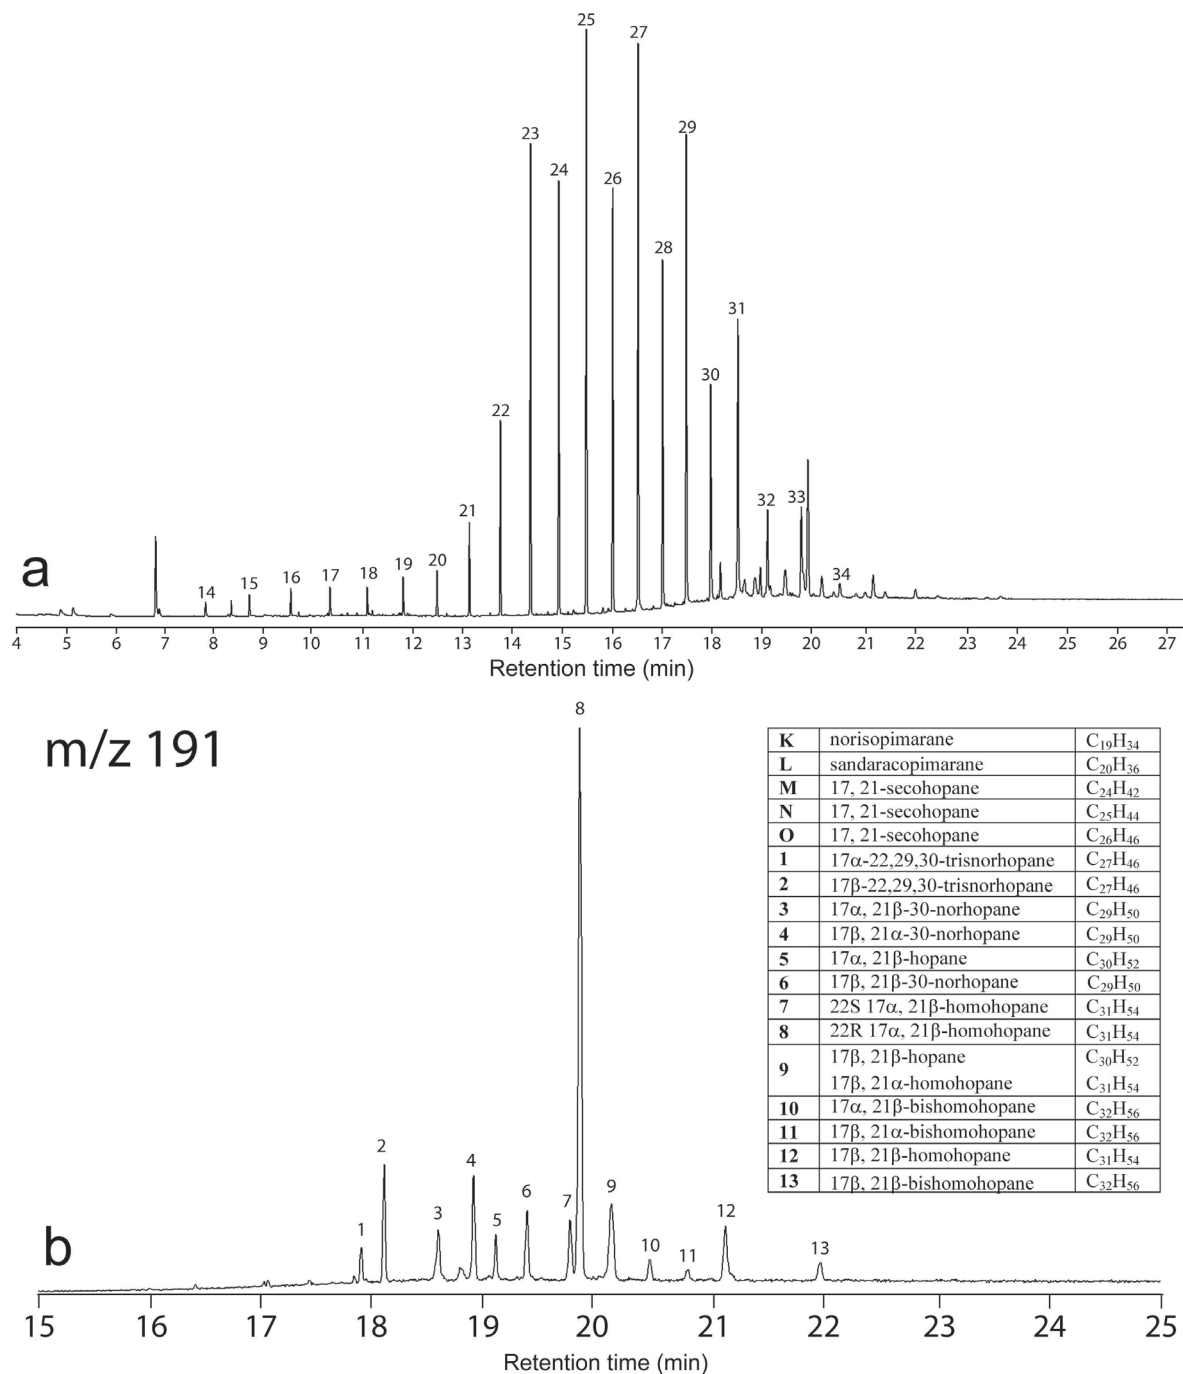 25
27
23
29
24
26
28
31
30
22
21
32
33
a
14
15
16
17
18
19
20
34
4 5 6 7 8 9 10 11 12 13 14 15 16 17 18 19 20 21 22 23 24 25 26 27
Retention time (min)
m/z 191
8
K norisopimarane C₁₉H₃₄
L sandaracopimarane C₂₀H₃₆
M 17, 21-secohopane C₂₄H₄₂
N 17, 21-secohopane C₂₅H₄₄
O 17, 21-secohopane C₂₆H₄₆
1 17α-22,29,30-trisnorhopane C₂₇H₄₆
2 17β-22,29,30-trisnorhopane C₂₇H₄₆
3 17α, 21β-30-norhopane C₂₉H₅₀
4 17β, 21α-30-norhopane C₂₉H₅₀
5 17α, 21β-hopane C₃₀H₅₂
6 17β, 21β-30-norhopane C₂₉H₅₀
7 22S 17α, 21β-homohopane C₃₁H₅₄
8 22R 17α, 21β-homohopane C₃₁H₅₄
9 17β, 21β-hopane C₃₀H₅₂
17β, 21α-homohopane C₃₁H₅₄
10 17α, 21β-bishomohopane C₃₂H₅₆
11 17β, 21α-bishomohopane C₃₂H₅₆
12 17β, 21β-homohopane C₃₁H₅₄
13 17β, 21β-bishomohopane C₃₂H₅₆
b
1
2
3
4
5
6
7
9
10
11
12
13
15 16 17 18 19 20 21 22 23 24 25
Retention time (min)